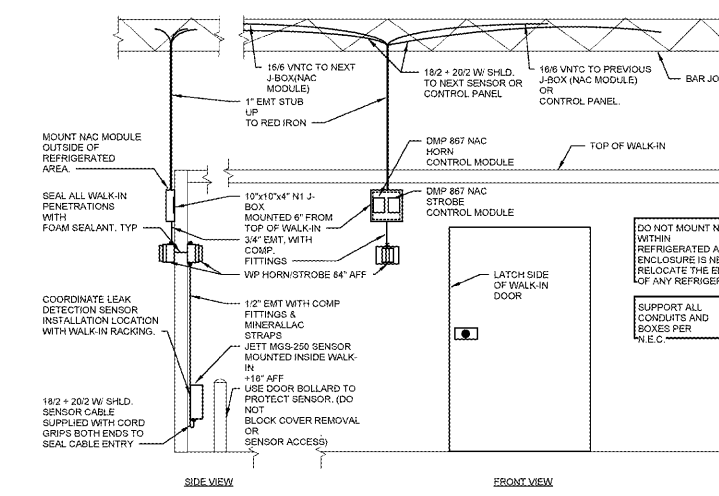 15/6 VNTC TO NEXT
J-BOX(NAC
MODULE)
18/2 + 20/2 W/ SHLD.
TO NEXT SENSOR OR
CONTROL PANEL
16/6 VNTC TO PREVIOUS
J-BOX (NAC MODULE)
OR
CONTROL PANEL.
BAR JO
1" EMT STUB
UP
TO RED IRON
MOUNT NAC MODULE
OUTSIDE OF
REFRIGERATED
AREA.
DMP 867 NAC
HORN
CONTROL MODULE
TOP OF WALK-IN
SEAL ALL WALK-IN
PENETRATIONS
WITH
FOAM SEALANT, TYP
10"x10"x4" N1 J-
BOX
MOUNTED 6" FROM
TOP OF WALK-IN
3/4" EMT, WITH
COMP.
FITTINGS
WP HORN/STROBE 84" AFF
DMP 867 NAC
STROBE
CONTROL MODULE
DO NOT MOUNT N
WITHIN
REFRIGERATED A
ENCLOSURE IS NE
RELOCATE THE E
OF ANY REFRIGE
LATCH SIDE
OF WALK-IN
DOOR
COORDINATE LEAK
DETECTION SENSOR
INSTALLATION LOCATION
WITH WALK-IN RACKING.
1/2" EMT WITH COMP
FITTINGS &
MINERALLAC
STRAPS
JETT MGS-250 SENSOR
MOUNTED INSIDE WALK-
IN
+18" AFF
USE DOOR BOLLARD TO
PROTECT SENSOR. (DO
NOT
BLOCK COVER REMOVAL
OR
SENSOR ACCESS)
SUPPORT ALL
CONDUITS AND
BOXES PER
N.E.C.
18/2 + 20/2 W/ SHLD.
SENSOR CABLE
SUPPLIED WITH CORD
GRIPS BOTH ENDS TO
SEAL CABLE ENTRY
SIDE VIEW
FRONT VIEW